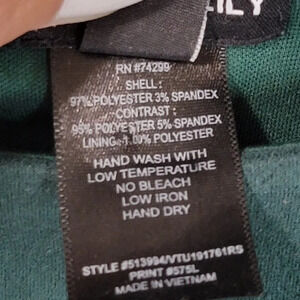 ILY
RN #74299
SHELL:
97% POLYESTER 3% SPANDEX
CONTRAST:
95% POLYESTER 5% SPANDEX
LINING: 100% POLYESTER
HAND WASH WITH
LOW TEMPERATURE
NO BLEACH
LOW IRON
HAND DRY
STYLE #513994/VTU191761RS
PRINT #575L
MADE IN VIETNAM